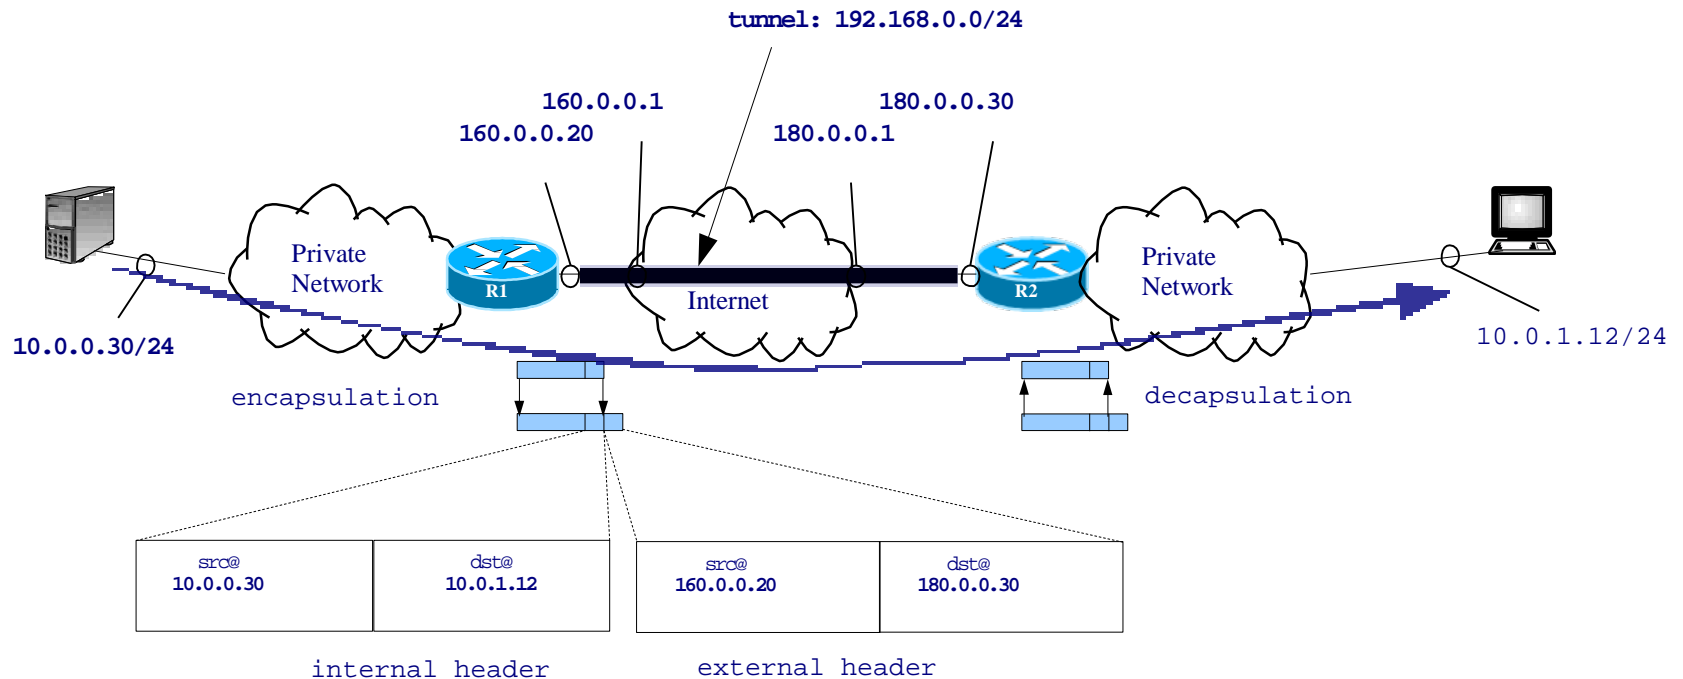 tunnel: 192.168.0.0/24
160.0.0.1
180.0.0.30
160.0.0.20
180.0.0.1
Private
Network
R1
Internet
R2
Private
Network
10.0.0.30/24
10.0.1.12/24
encapsulation
decapsulation
src@
10.0.0.30
dst@
10.0.1.12
src@
160.0.0.20
dst@
180.0.0.30
internal header
external header